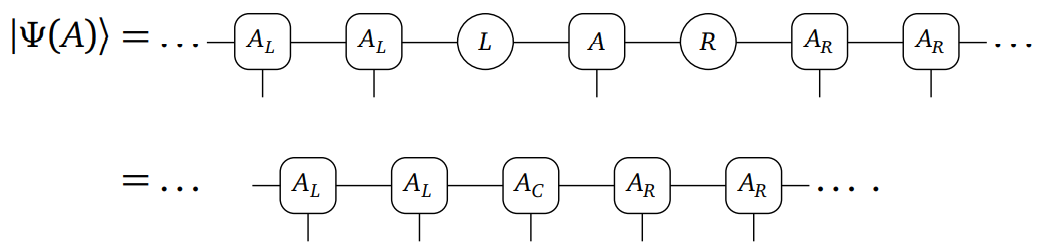 |Ψ(A)⟩ = ... A_L A_L L A R A_R A_R ...
= ... A_L A_L A_C A_R A_R ... .